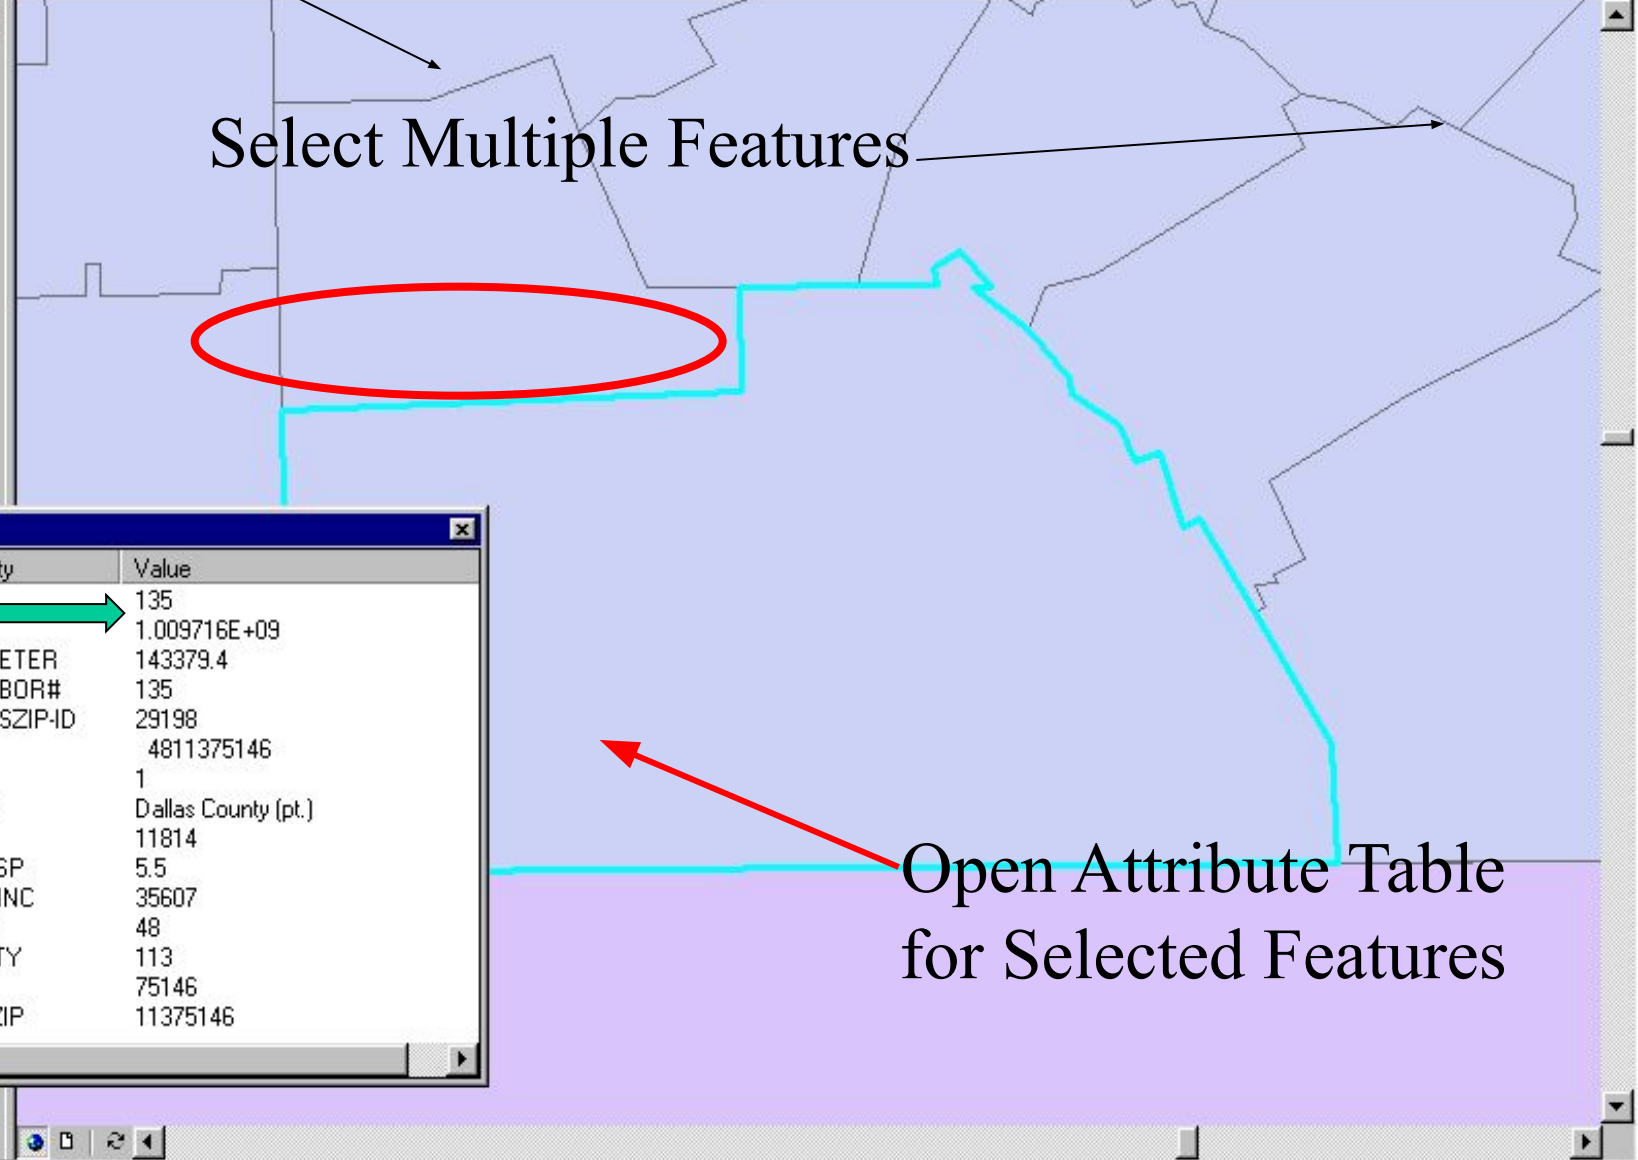 Select Multiple Features
ty Value
135
1.009716E+09
ETER 143379.4
BOR# 135
SZIP-ID 29198
4811375146
1
Dallas County (pt.)
11814
SP 5.5
INC 35607
48
TY 113
75146
ZIP 11375146
Open Attribute Table
for Selected Features